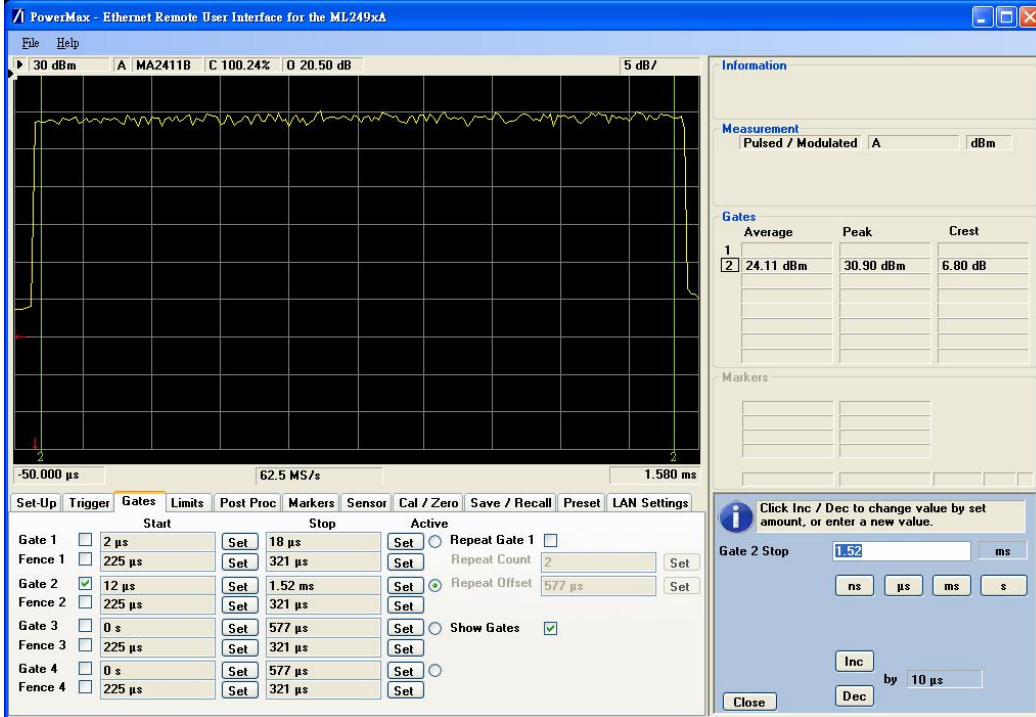 PowerMax - Ethernet Remote User Interface for the ML249xA
File Help
30 dBm A MA2411B C 100.24% O 20.50 dB 5 dB/
2 2
-50.000 µs 62.5 MS/s 1.580 ms
Information
Measurement
Pulsed / Modulated A dBm
Gates
Average Peak Crest
1
2 24.11 dBm 30.90 dBm 6.80 dB
Markers
Set-Up Trigger Gates Limits Post Proc Markers Sensor Cal / Zero Save / Recall Preset LAN Settings
Start Stop Active
Gate 1 2 µs Set 18 µs Set Repeat Gate 1
Fence 1 225 µs Set 321 µs Set Repeat Count 2 Set
Gate 2 12 µs Set 1.52 ms Set Repeat Offset 577 µs Set
Fence 2 225 µs Set 321 µs Set
Gate 3 0 s Set 577 µs Set Show Gates
Fence 3 225 µs Set 321 µs Set
Gate 4 0 s Set 577 µs Set
Fence 4 225 µs Set 321 µs Set
i
Click Inc / Dec to change value by set
amount, or enter a new value.
Gate 2 Stop 1.52 ms
ns µs ms s
Inc
by 10 µs
Dec
Close